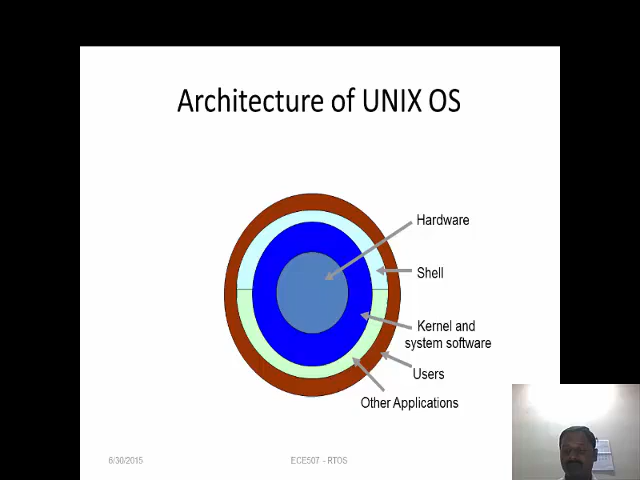 Architecture of UNIX OS
Hardware
Shell
Kernel and
system software
Users
Other Applications
6/30/2015
ECE507 - RTOS